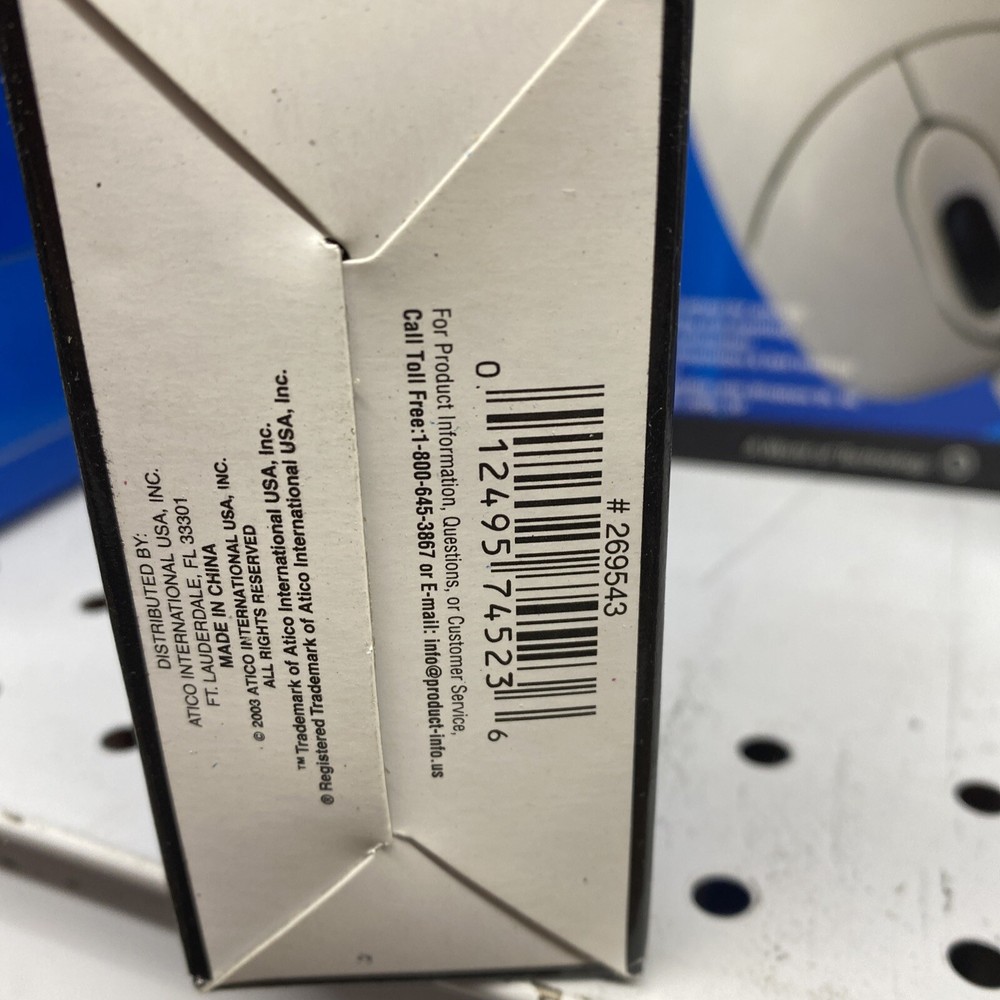 # 269543
0 12495 74523 6
For Product Information, Questions, or Customer Service,
Call Toll Free:1-800-645-3867 or E-mail: info@product-info.us
DISTRIBUTED BY:
ATICO INTERNATIONAL USA, INC.
FT. LAUDERDALE, FL 33301
MADE IN CHINA
© 2003 ATICO INTERNATIONAL USA, INC.
ALL RIGHTS RESERVED
™ Trademark of Atico International USA, Inc.
® Registered Trademark of Atico International USA, Inc.